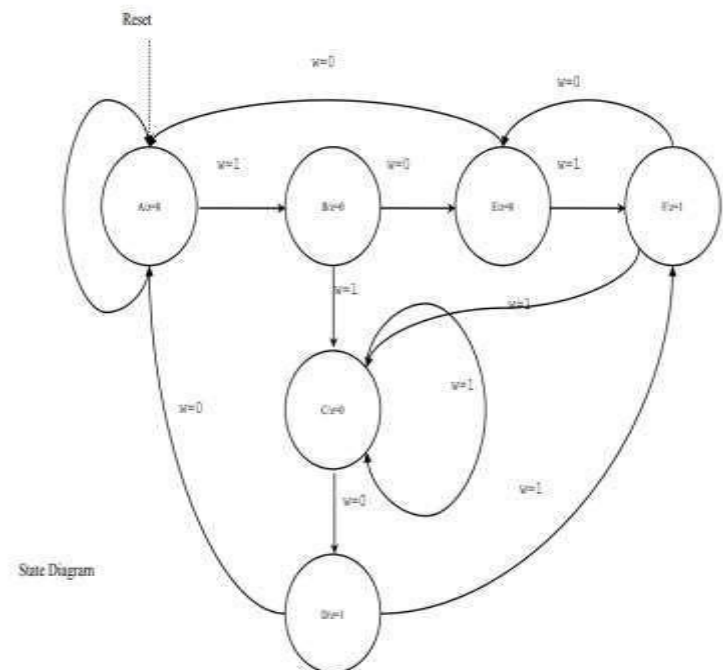 Reset
w=0
w=0
w=1
w=0
w=1
A/z=0
B/z=0
E/z=0
F/z=1
w=1
w=1
C/z=0
w=1
w=0
w=0
w=1
State Diagram
D/z=1